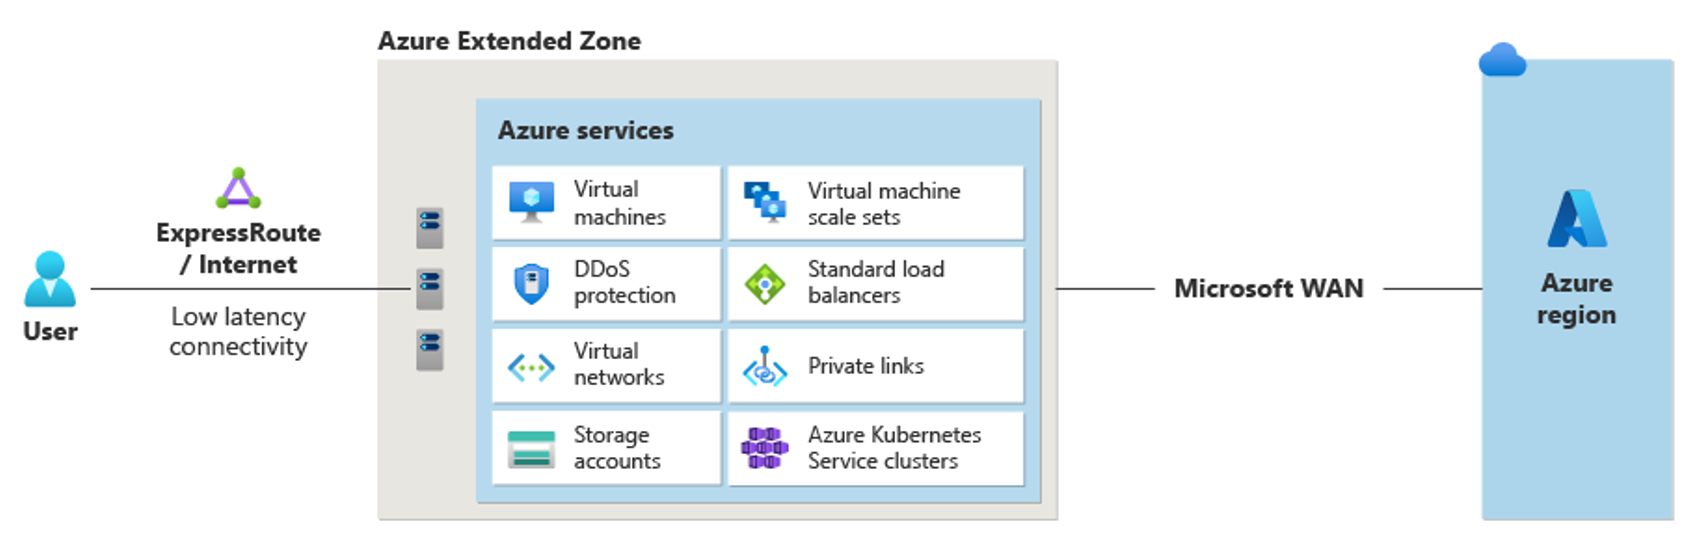 Azure Extended Zone
Azure services
Virtual
machines
Virtual machine
scale sets
ExpressRoute
/ Internet
DDoS
protection
Standard load
balancers
User
Low latency
connectivity
Virtual
networks
Private links
Storage
accounts
Azure Kubernetes
Service clusters
Microsoft WAN
Azure
region